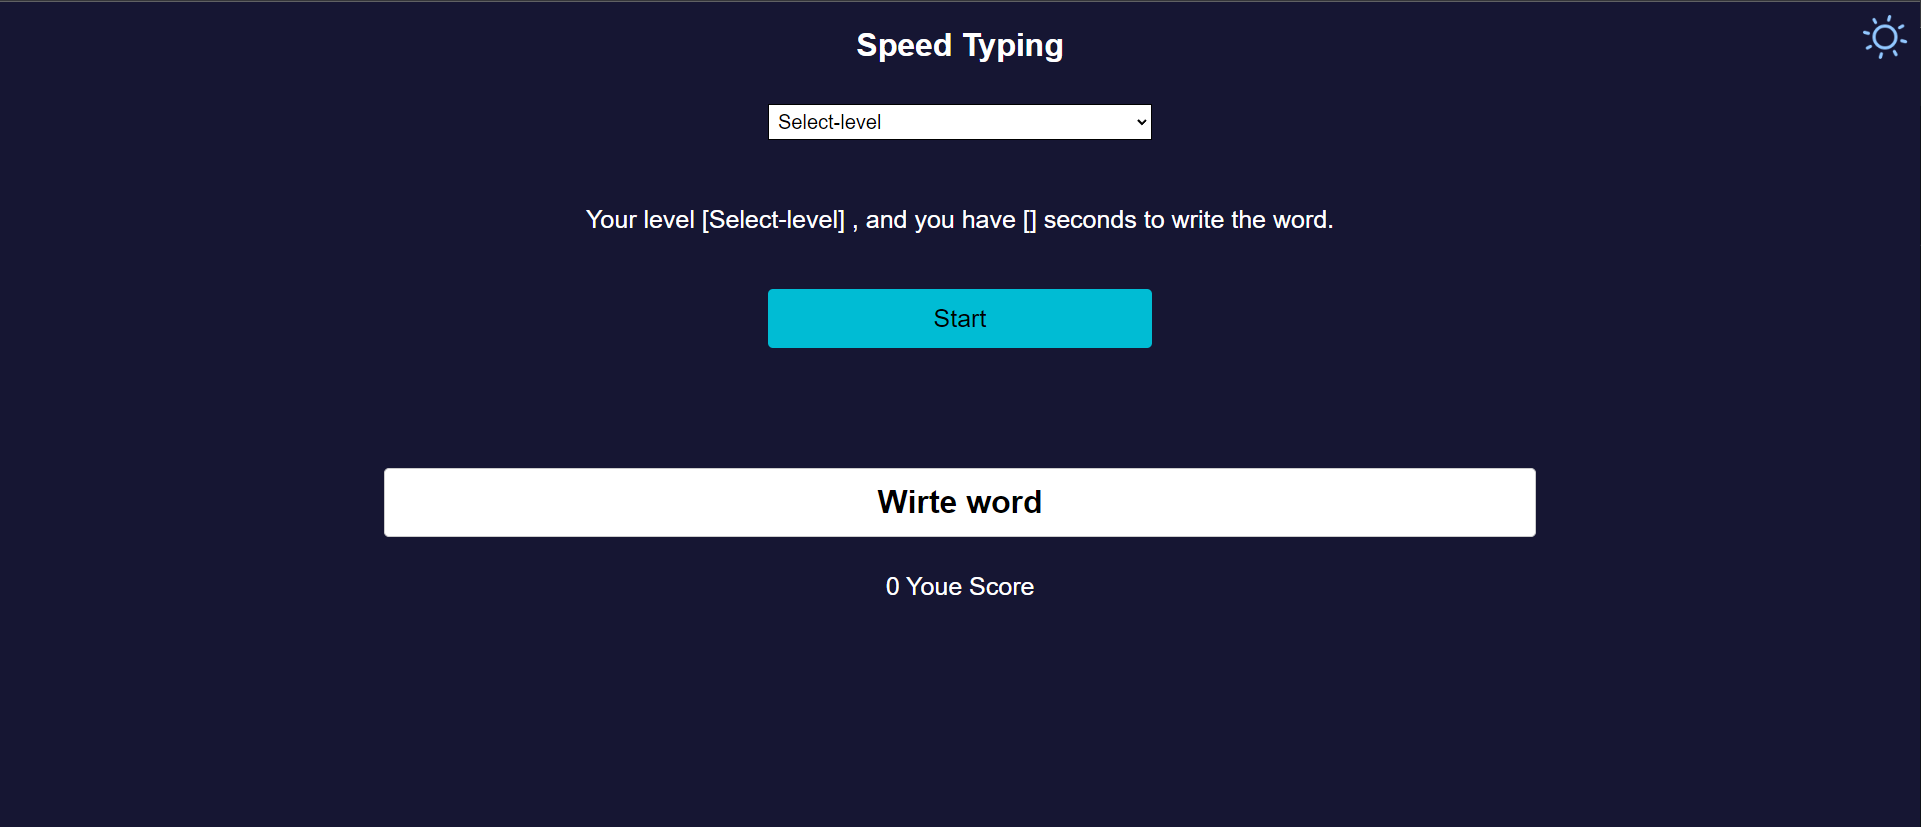 Speed Typing
Select-level
Your level [Select-level] , and you have [] seconds to write the word.
Start
Wirte word
0 Youe Score